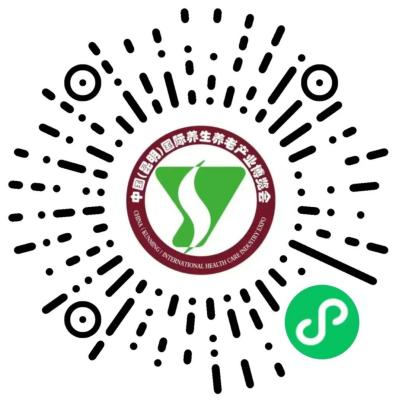 中国(昆明)国际养生养老产业博览会
CHINA ( KUNMING ) INTERNATIONAL HEALTH CARE INDUSTRY EXPO